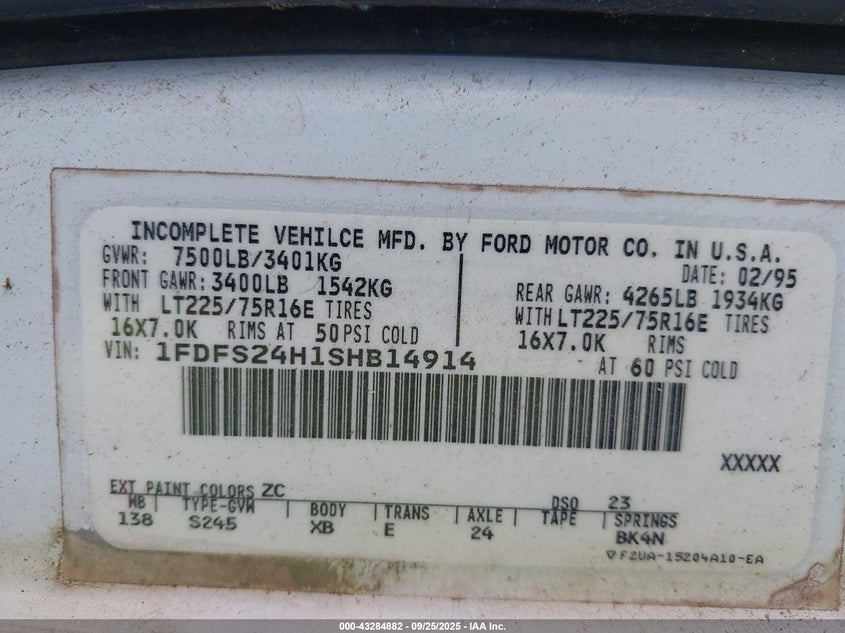 INCOMPLETE VEHILCE MFD. BY FORD MOTOR CO. IN U.S.A.
GVWR: 7500LB/3401KG
DATE: 02/95
FRONT GAWR: 3400LB 1542KG
REAR GAWR: 4265LB 1934KG
WITH LT225/75R16E TIRES
WITH LT225/75R16E TIRES
16X7.0K RIMS AT 50 PSI COLD
16X7.0K RIMS
VIN: 1FDFS24H1SHB14914
AT 60 PSI COLD
XXXXX
EXT PAINT COLORS ZC
DSO 23
WB TYPE-GVW BODY TRANS AXLE TAPE SPRINGS
138 S245 XB E 24 BK4N
F2UA-15204A10-EA
000-43284882 - 09/25/2025 - IAA Inc.